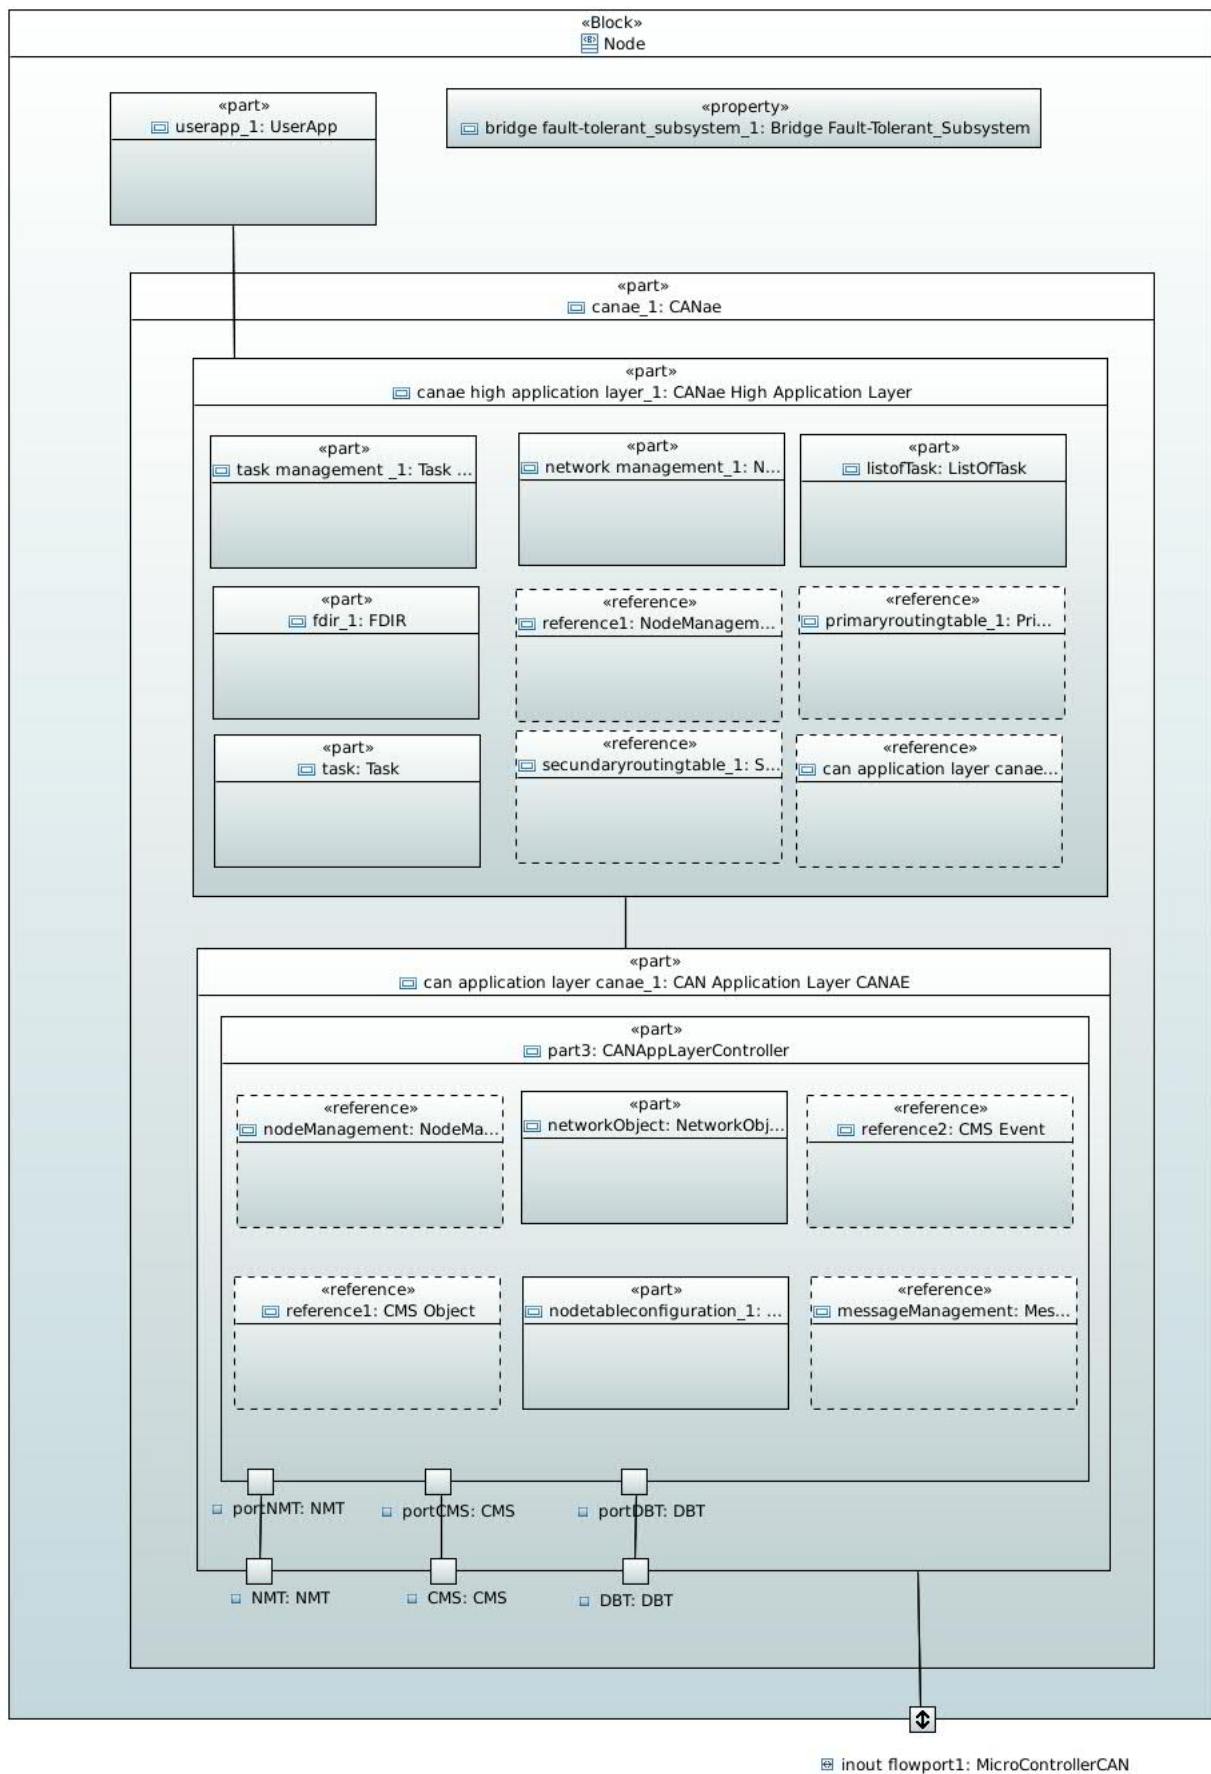 «Block»
Node
«part»
userapp_1: UserApp
«property»
bridge fault-tolerant_subsystem_1: Bridge Fault-Tolerant_Subsystem
«part»
canae_1: CANae
«part»
canae high application layer_1: CANae High Application Layer
«part»
task management _1: Task ...
«part»
network management_1: N...
«part»
listofTask: ListOfTask
«part»
fdir_1: FDIR
«reference»
reference1: NodeManagem...
«reference»
primaryroutingtable_1: Pri...
«part»
task: Task
«reference»
secundaryroutingtable_1: S...
«reference»
can application layer canae...
«part»
can application layer canae_1: CAN Application Layer CANAE
«part»
part3: CANAppLayerController
«reference»
nodeManagement: NodeMa...
«part»
networkObject: NetworkObj...
«reference»
reference2: CMS Event
«reference»
reference1: CMS Object
«part»
nodetableconfiguration_1: ...
«reference»
messageManagement: Mes...
portNMT: NMT
portCMS: CMS
portDBT: DBT
NMT: NMT
CMS: CMS
DBT: DBT
inout flowport1: MicroControllerCAN